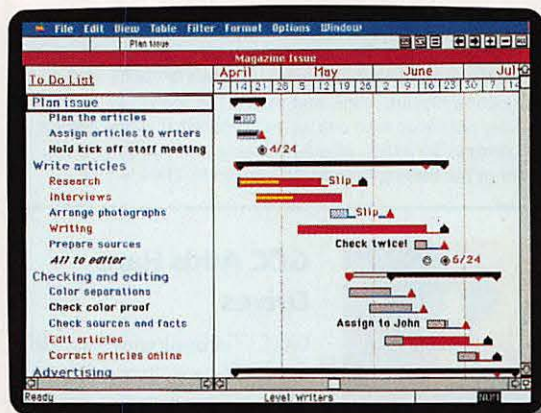 File Edit View Table Filter Format Options Window
Plan issue
Magazine Issue
To Do List
April May June Jul
7 14 21 28 5 12 19 26 2 9 16 23 30 7 14
Plan issue
Plan the articles
Assign articles to writers
Hold kick off staff meeting 4/24
Write articles
Research Slip
Interviews
Arrange photographs Slip
Writing
Prepare sources Check twice!
All to editor 6/24
Checking and editing
Color separations
Check color proof
Check sources and facts Assign to John
Edit articles
Correct articles online
Advertising
Ready Level Writers NUM